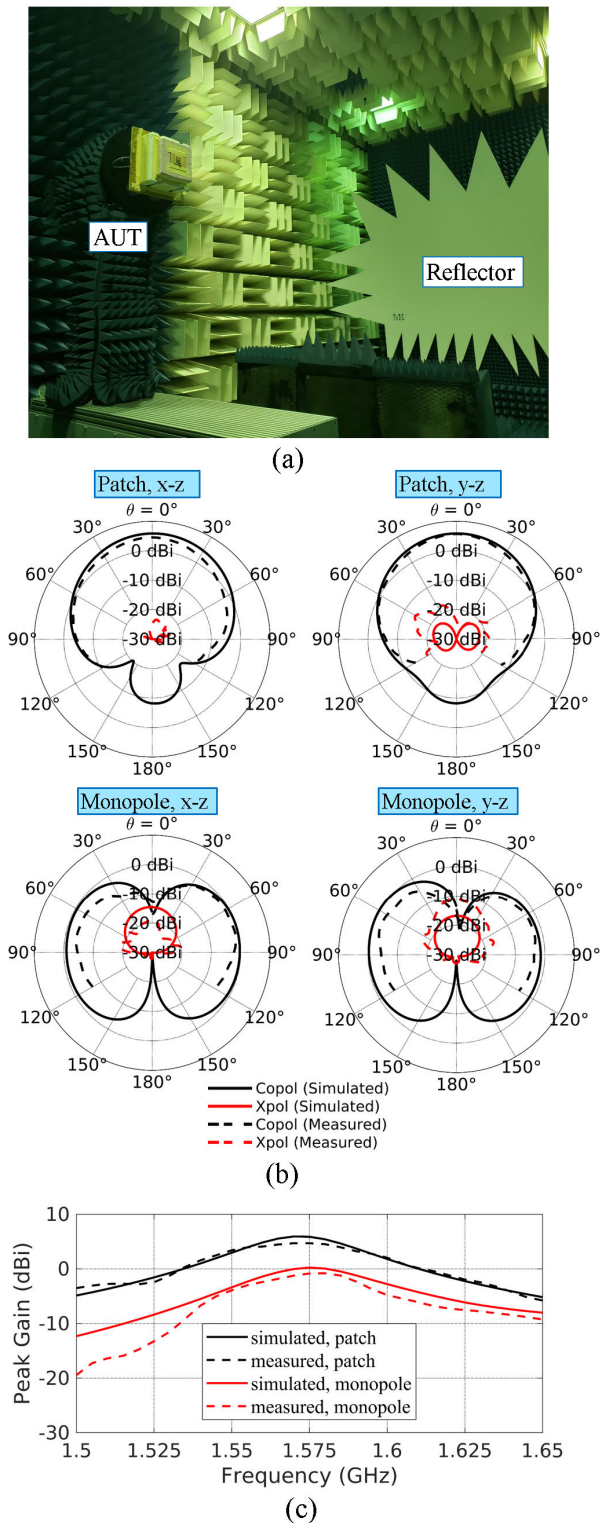 AUT
Reflector
MI
(a)
Patch, x-z
θ = 0°
30°
30°
60°
60°
90°
90°
120°
120°
150°
150°
180°
0 dBi
-10 dBi
-20 dBi
-30 dBi
Patch, y-z
θ = 0°
30°
30°
60°
60°
90°
90°
120°
120°
150°
150°
180°
0 dBi
-10 dBi
-20 dBi
-30 dBi
Monopole, x-z
θ = 0°
30°
30°
60°
60°
90°
90°
120°
120°
150°
150°
180°
0 dBi
-10 dBi
-20 dBi
-30 dBi
Monopole, y-z
θ = 0°
30°
30°
60°
60°
90°
90°
120°
120°
150°
150°
180°
0 dBi
-10 dBi
-20 dBi
-30 dBi
Copol (Simulated)
Xpol (Simulated)
Copol (Measured)
Xpol (Measured)
(b)
Peak Gain (dBi)
10
0
-10
-20
-30
simulated, patch
measured, patch
simulated, monopole
measured, monopole
1.5 1.525 1.55 1.575 1.6 1.625 1.65
Frequency (GHz)
(c)